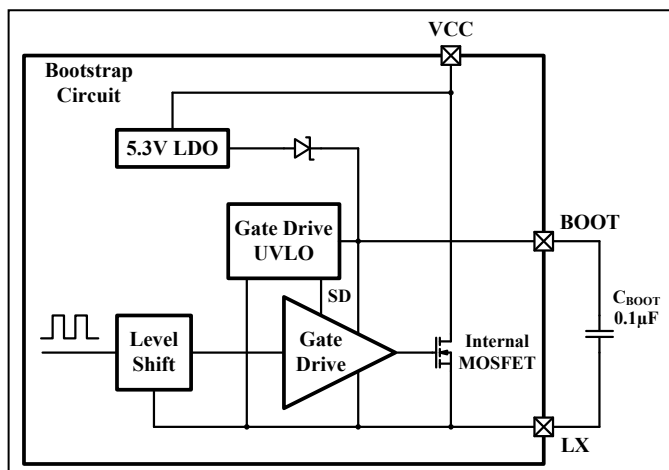 VCC
Bootstrap
Circuit
5.3V LDO
BOOT
Gate Drive
UVLO
SD
CBOOT
0.1µF
Level
Shift
Gate
Drive
Internal
MOSFET
LX